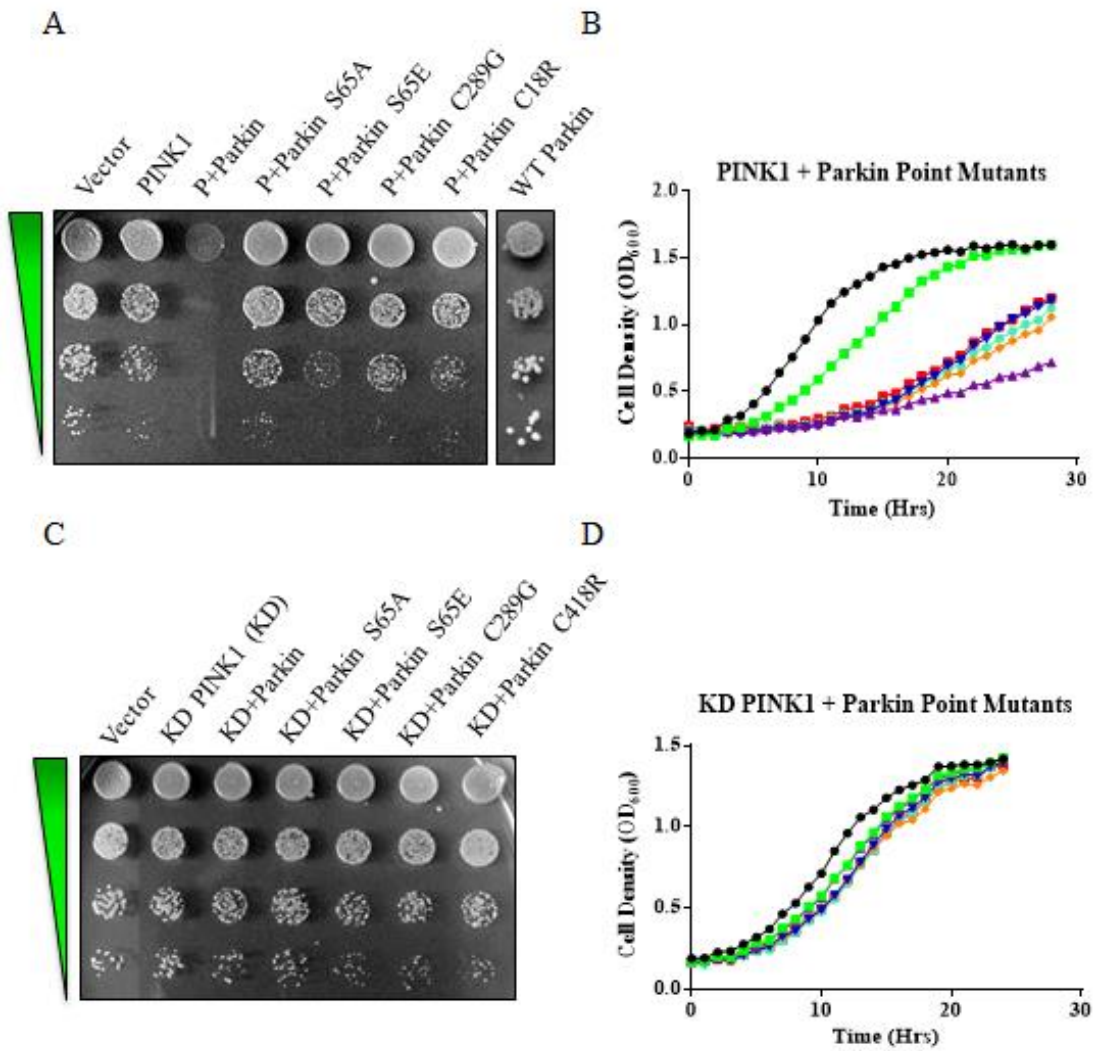 A
Vector
PINK1
P+Parkin
P+Parkin S65A
P+Parkin S65E
P+Parkin C289G
P+Parkin C18R
WT Parkin
B
PINK1 + Parkin Point Mutants
Cell Density (OD600)
2.0
1.5
1.0
0.5
0.0
0
10
20
30
Time (Hrs)
C
Vector
KD PINK1 (KD)
KD+Parkin
KD+Parkin S65A
KD+Parkin S65E
KD+Parkin C289G
KD+Parkin C418R
D
KD PINK1 + Parkin Point Mutants
Cell Density (OD600)
1.5
1.0
0.5
0.0
0
10
20
30
Time (Hrs)